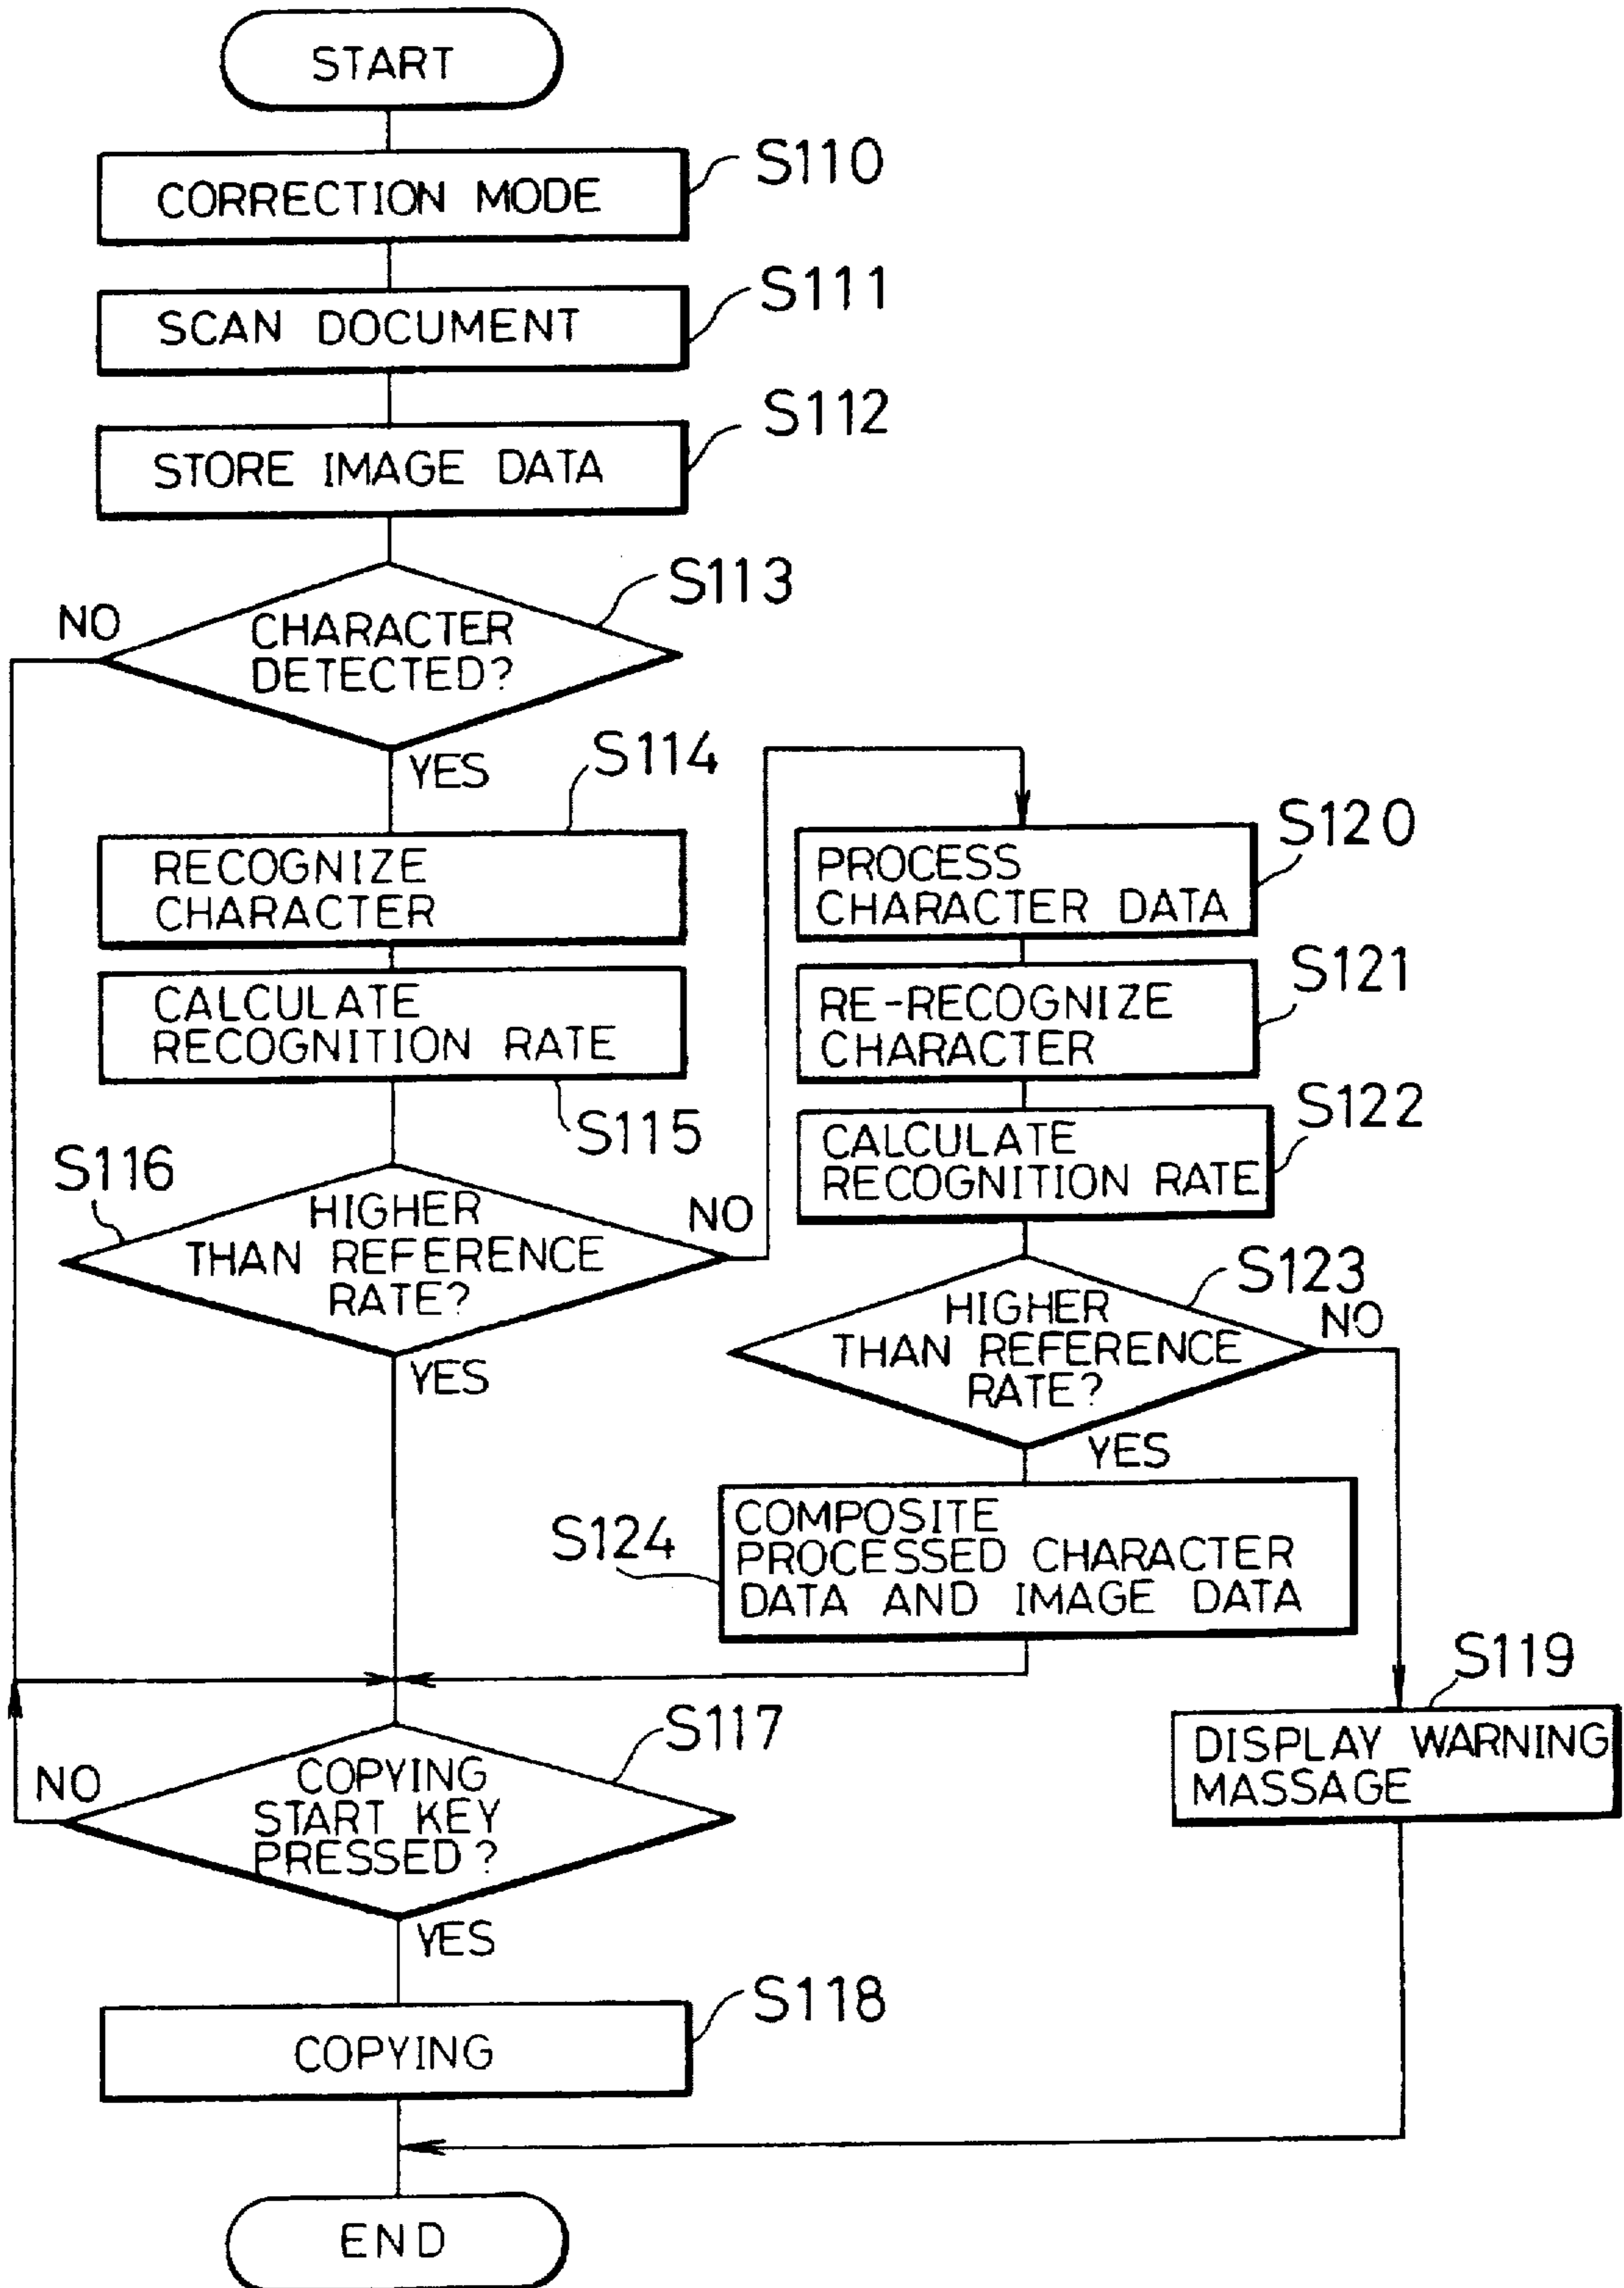 START
S110
CORRECTION MODE
S111
SCAN DOCUMENT
S112
STORE IMAGE DATA
S113
NO
CHARACTER
DETECTED?
YES
S114
RECOGNIZE
CHARACTER
CALCULATE
RECOGNITION RATE
S115
S116
HIGHER
THAN REFERENCE
RATE?
NO
YES
S120
PROCESS
CHARACTER DATA
S121
RE-RECOGNIZE
CHARACTER
S122
CALCULATE
RECOGNITION RATE
S123
HIGHER
THAN REFERENCE
RATE?
NO
YES
S124
COMPOSITE
PROCESSED CHARACTER
DATA AND IMAGE DATA
S119
DISPLAY WARNING
MASSAGE
S117
NO
COPYING
START KEY
PRESSED?
YES
S118
COPYING
END